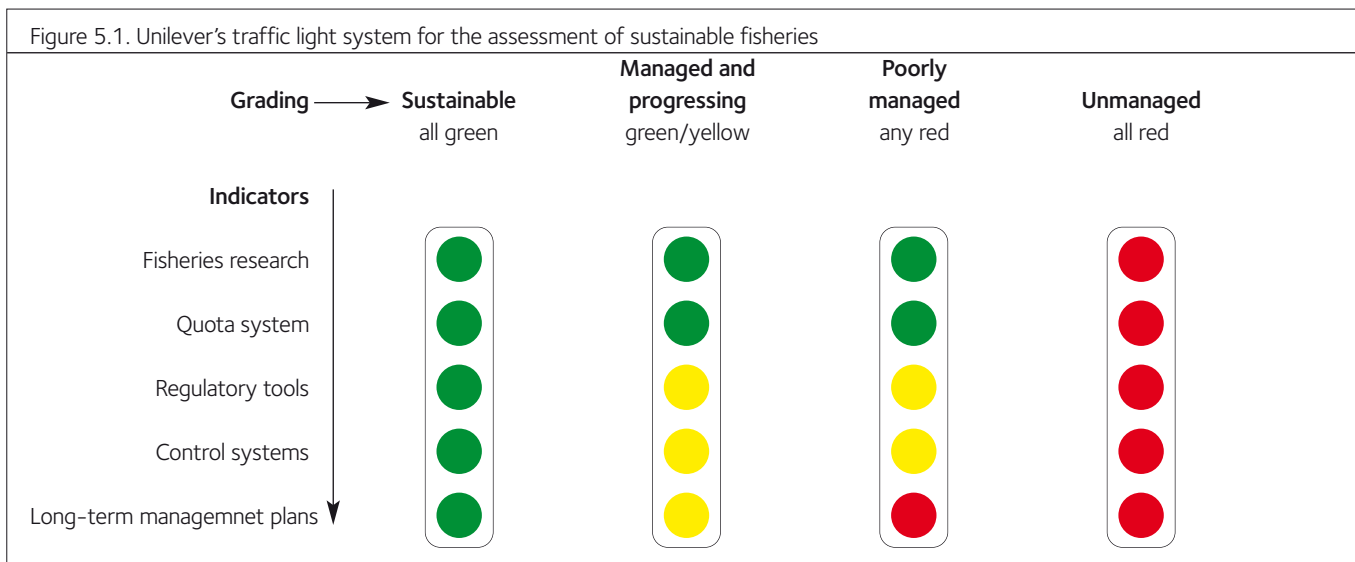 Figure 5.1. Unilever's traffic light system for the assessment of sustainable fisheries
Grading
Sustainable
all green
Managed and
progressing
green/yellow
Poorly
managed
any red
Unmanaged
all red
Indicators
Fisheries research
Quota system
Regulatory tools
Control systems
Long-term managemnet plans